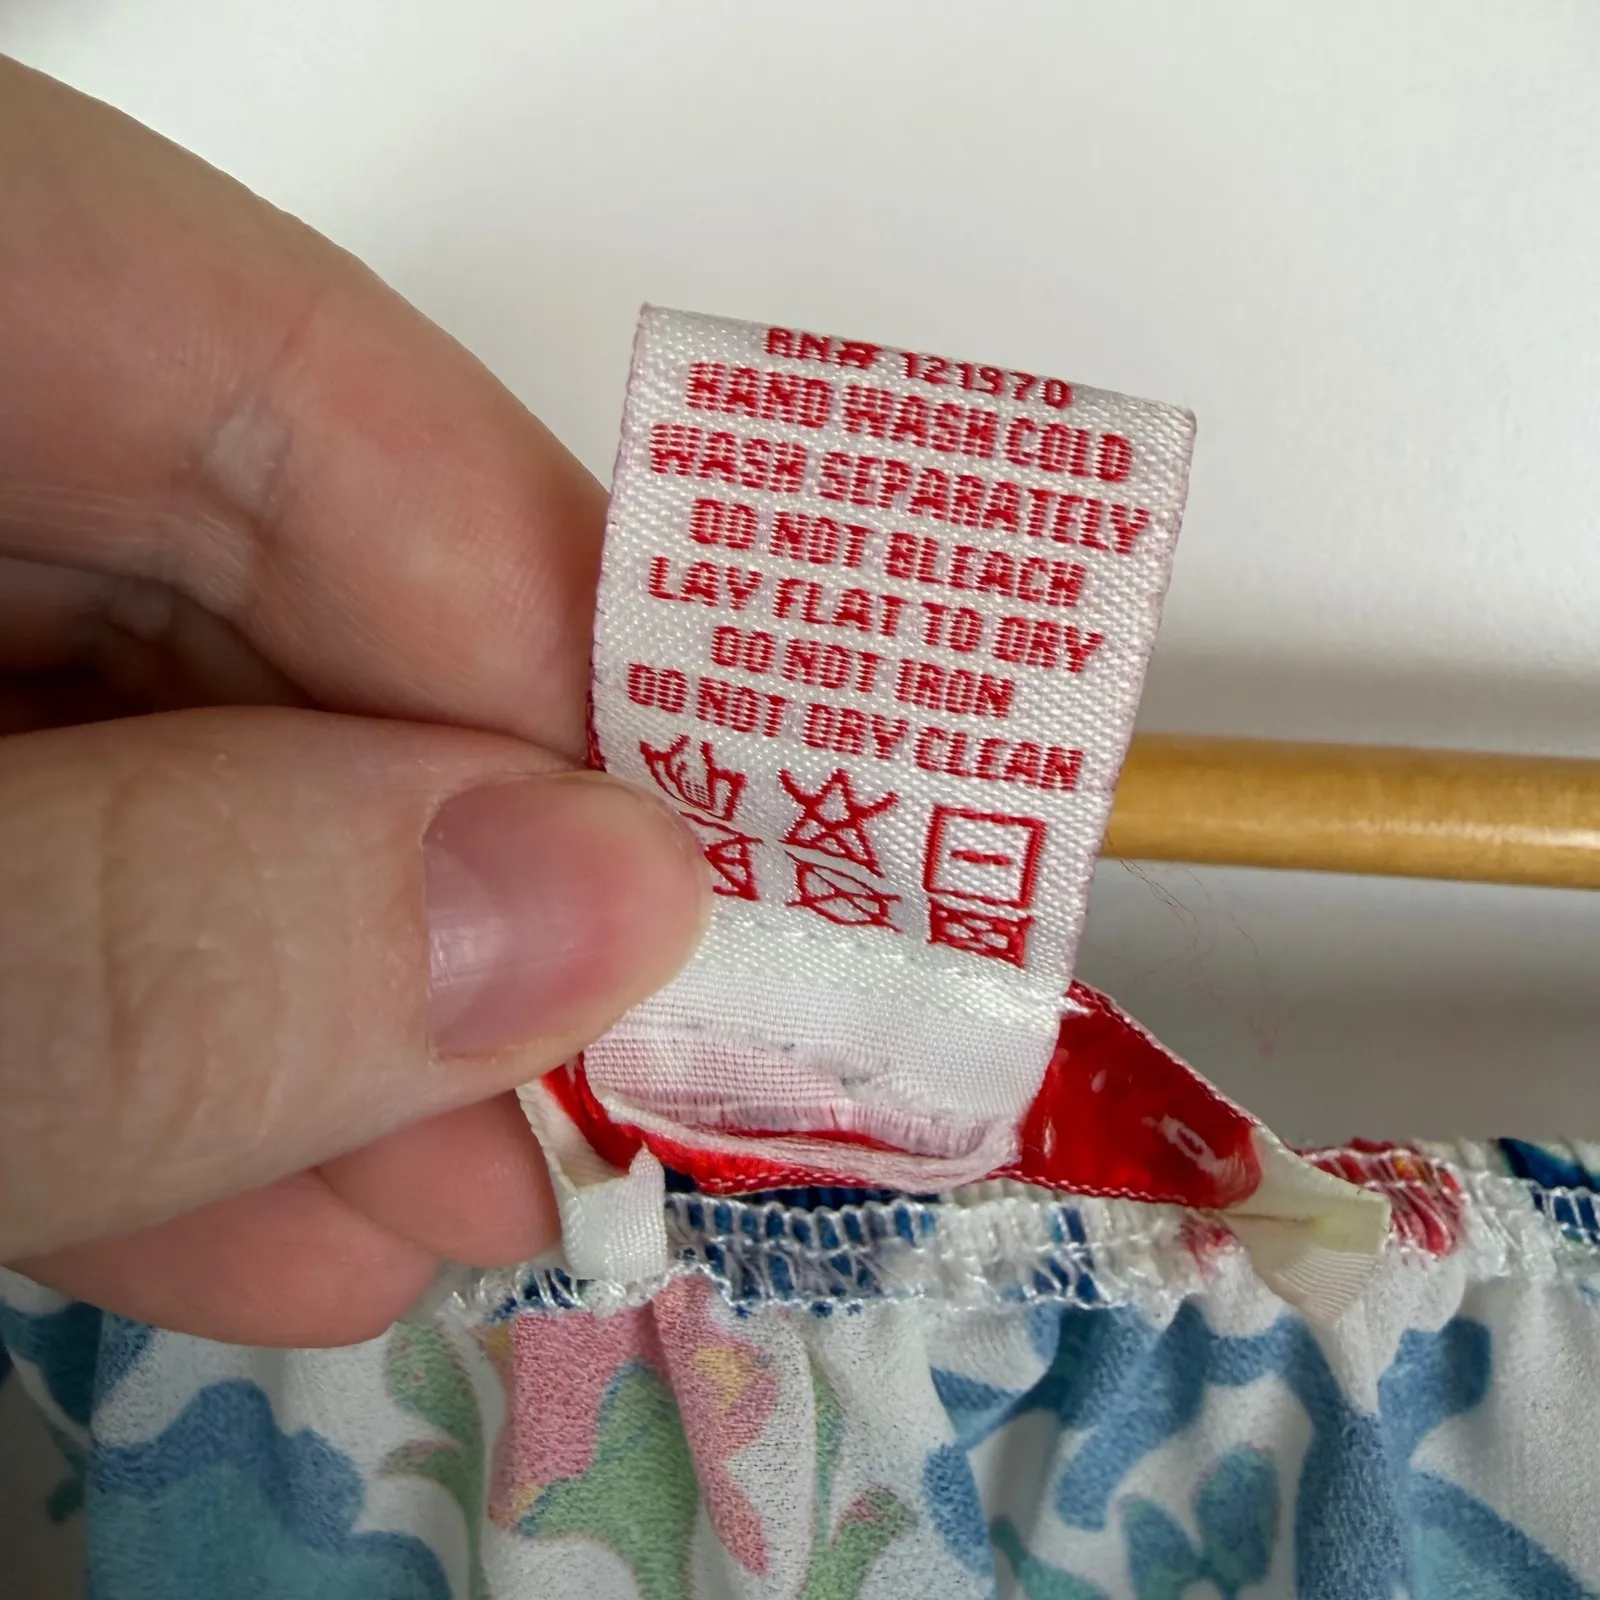 RN# 121970
HAND WASH COLD
WASH SEPARATELY
DO NOT BLEACH
LAY FLAT TO DRY
DO NOT IRON
DO NOT DRY CLEAN